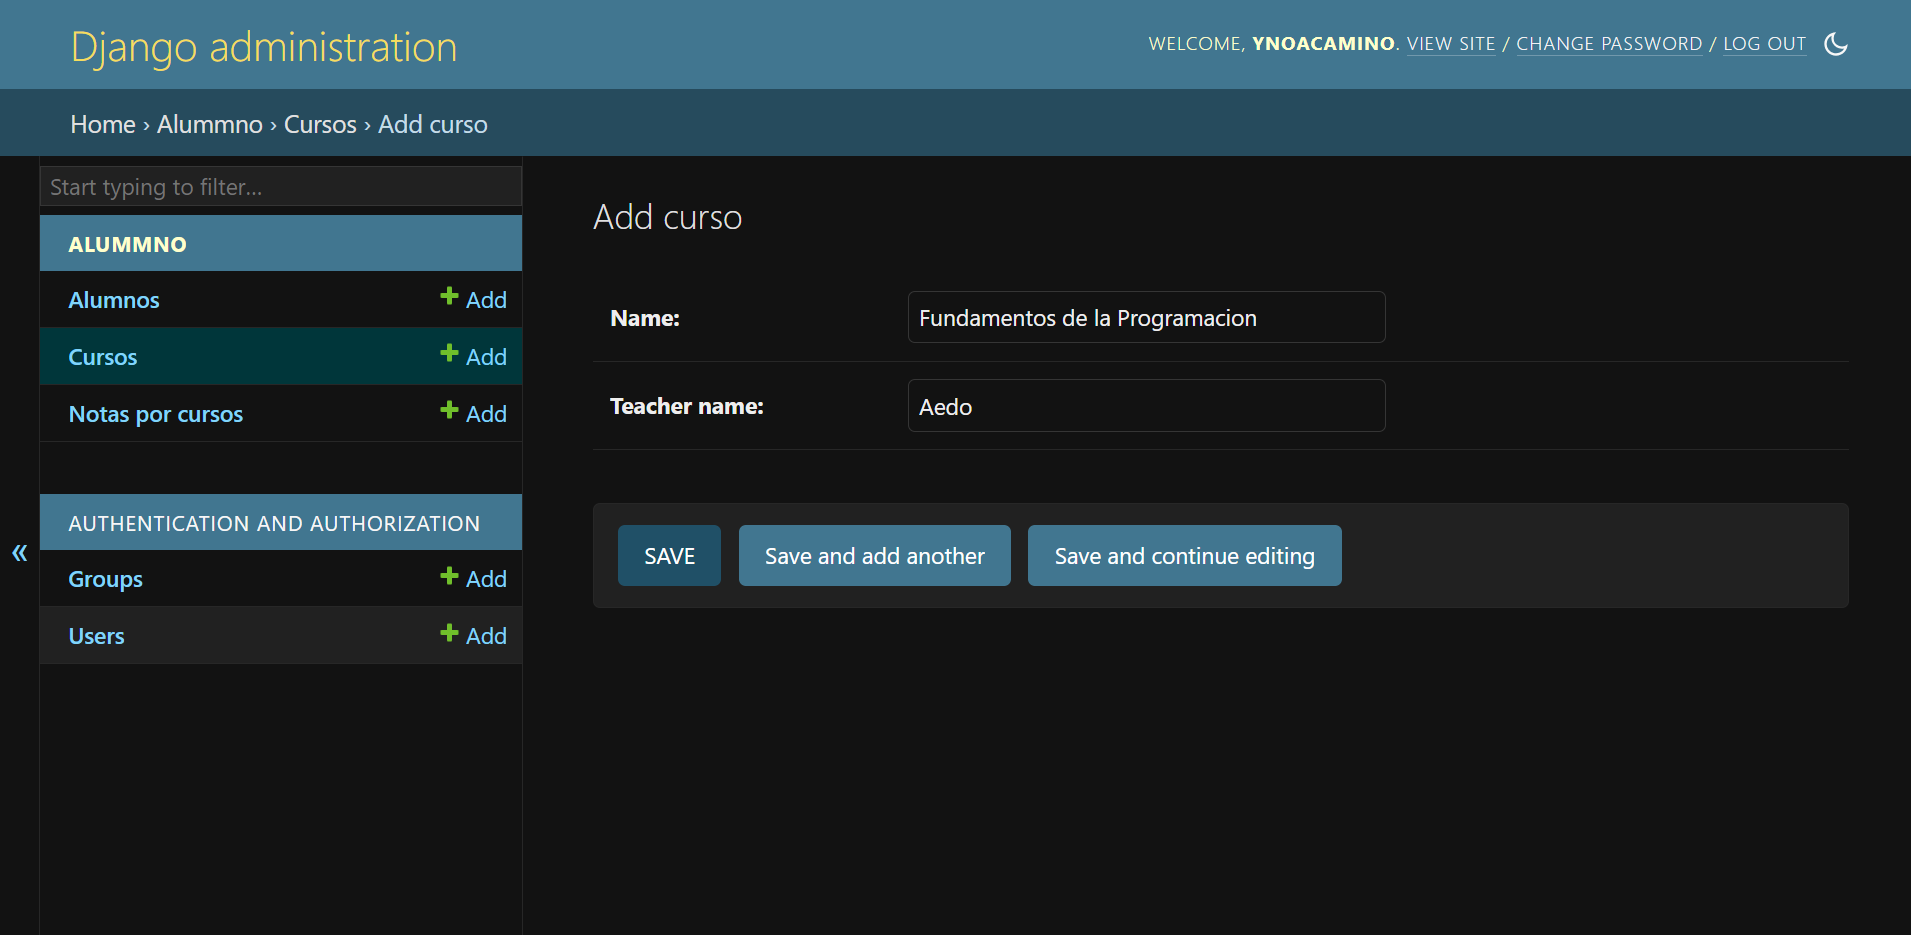 Django administration
WELCOME, YNOACAMINO. VIEW SITE / CHANGE PASSWORD / LOG OUT
Home › Alummno › Cursos › Add curso
Start typing to filter...
ALUMMNO
Alumnos Add
Cursos Add
Notas por cursos Add
AUTHENTICATION AND AUTHORIZATION
Groups Add
Users Add
«
Add curso
Name: Fundamentos de la Programacion
Teacher name: Aedo
SAVE Save and add another Save and continue editing